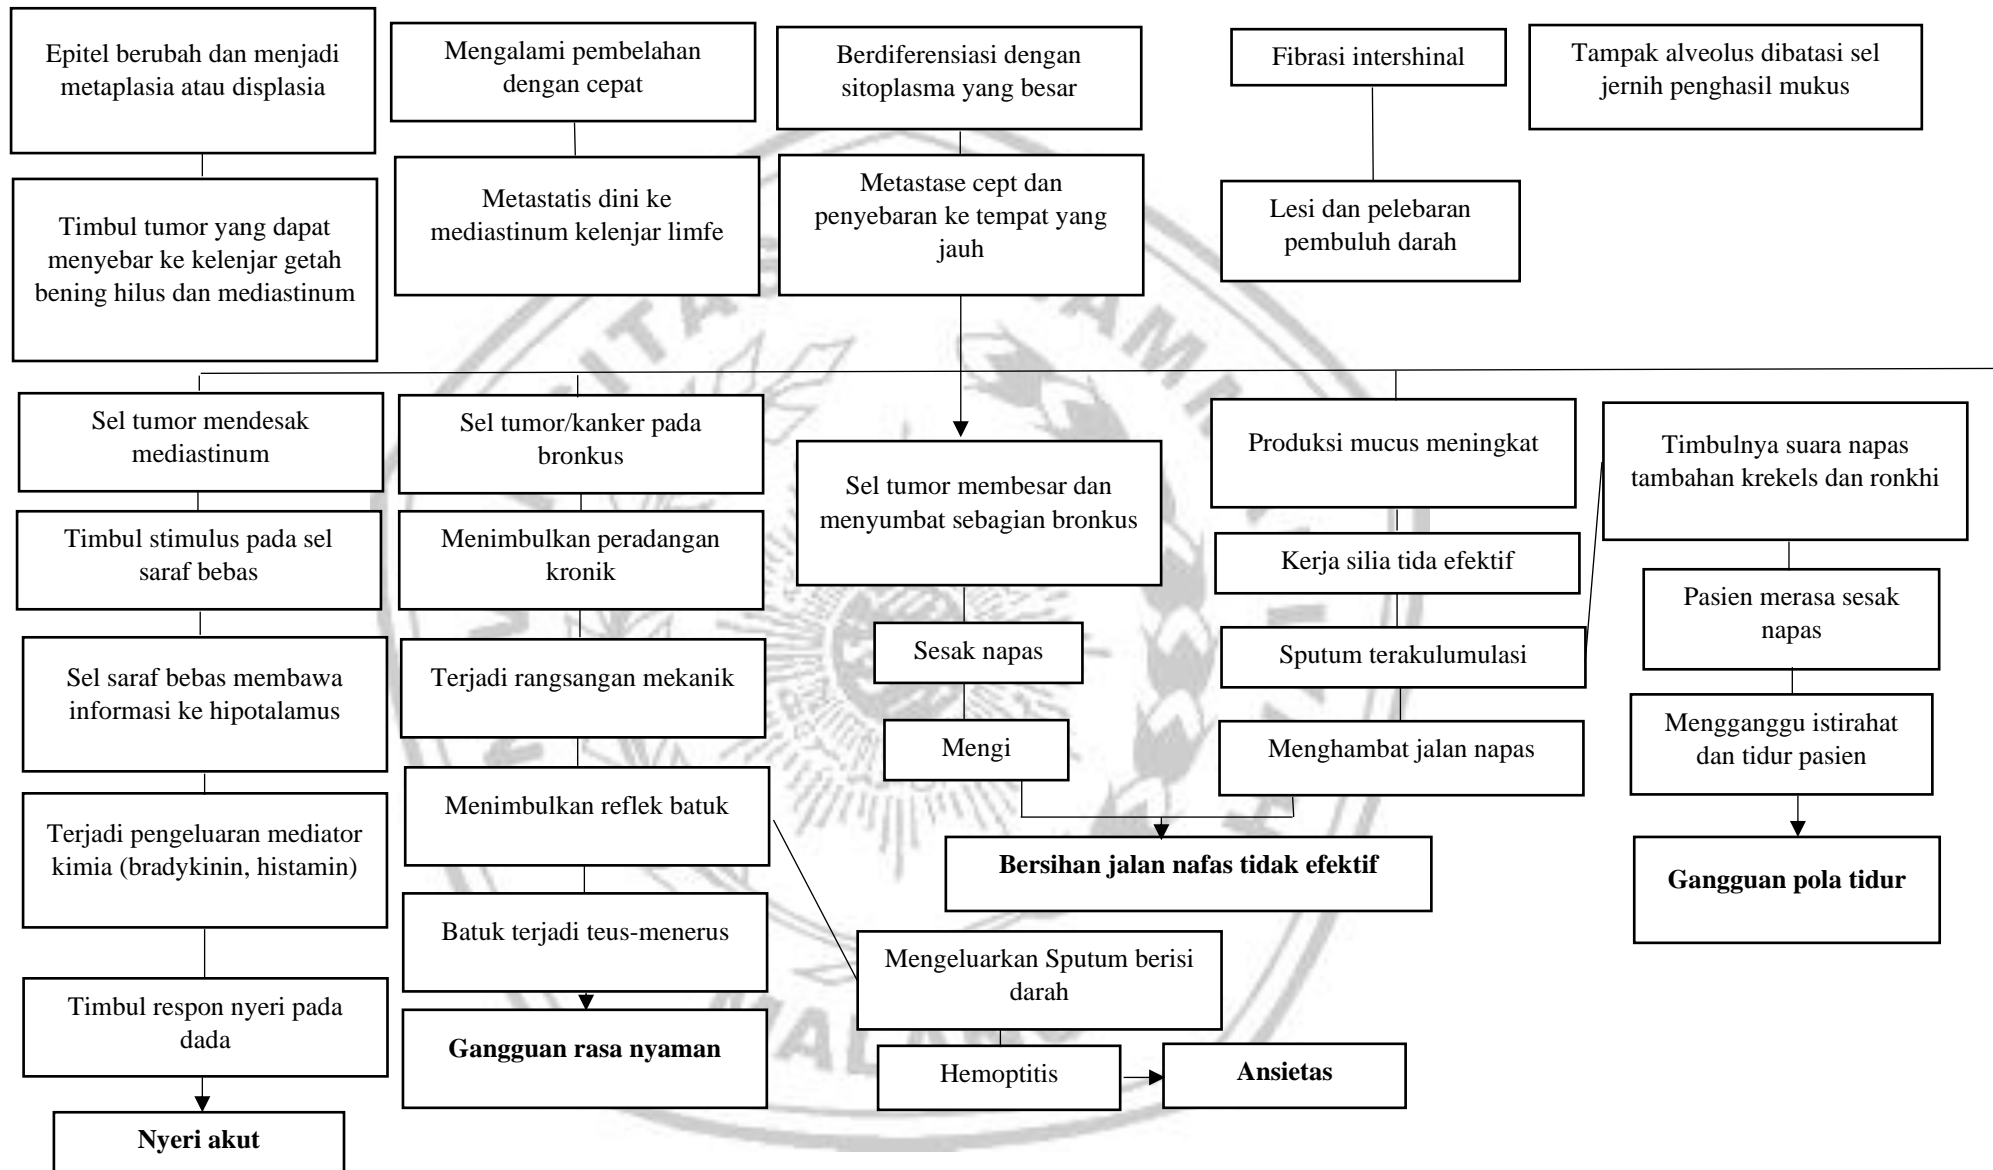 Epitel berubah dan menjadi
metaplasia atau displasia
Mengalami pembelahan
dengan cepat
Berdiferensiasi dengan
sitoplasma yang besar
Fibrasi intershinal
Tampak alveolus dibatasi sel
jernih penghasil mukus
Timbul tumor yang dapat
menyebar ke kelenjar getah
bening hilus dan mediastinum
Metastatis dini ke
mediastinum kelenjar limfe
Metastase cept dan
penyebaran ke tempat yang
jauh
Lesi dan pelebaran
pembuluh darah
Sel tumor mendesak
mediastinum
Sel tumor/kanker pada
bronkus
Sel tumor membesar dan
menyumbat sebagian bronkus
Produksi mucus meningkat
Timbulnya suara napas
tambahan krekels dan ronkhi
Timbul stimulus pada sel
saraf bebas
Menimbulkan peradangan
kronik
Kerja silia tida efektif
Pasien merasa sesak
napas
Sel saraf bebas membawa
informasi ke hipotalamus
Terjadi rangsangan mekanik
Sesak napas
Sputum terakulumulasi
Mengganggu istirahat
dan tidur pasien
Mengi
Menghambat jalan napas
Terjadi pengeluaran mediator
kimia (bradykinin, histamin)
Menimbulkan reflek batuk
Bersihan jalan nafas tidak efektif
Gangguan pola tidur
Batuk terjadi teus-menerus
Mengeluarkan Sputum berisi
darah
Timbul respon nyeri pada
dada
Gangguan rasa nyaman
Hemoptitis
Ansietas
Nyeri akut
MALANG